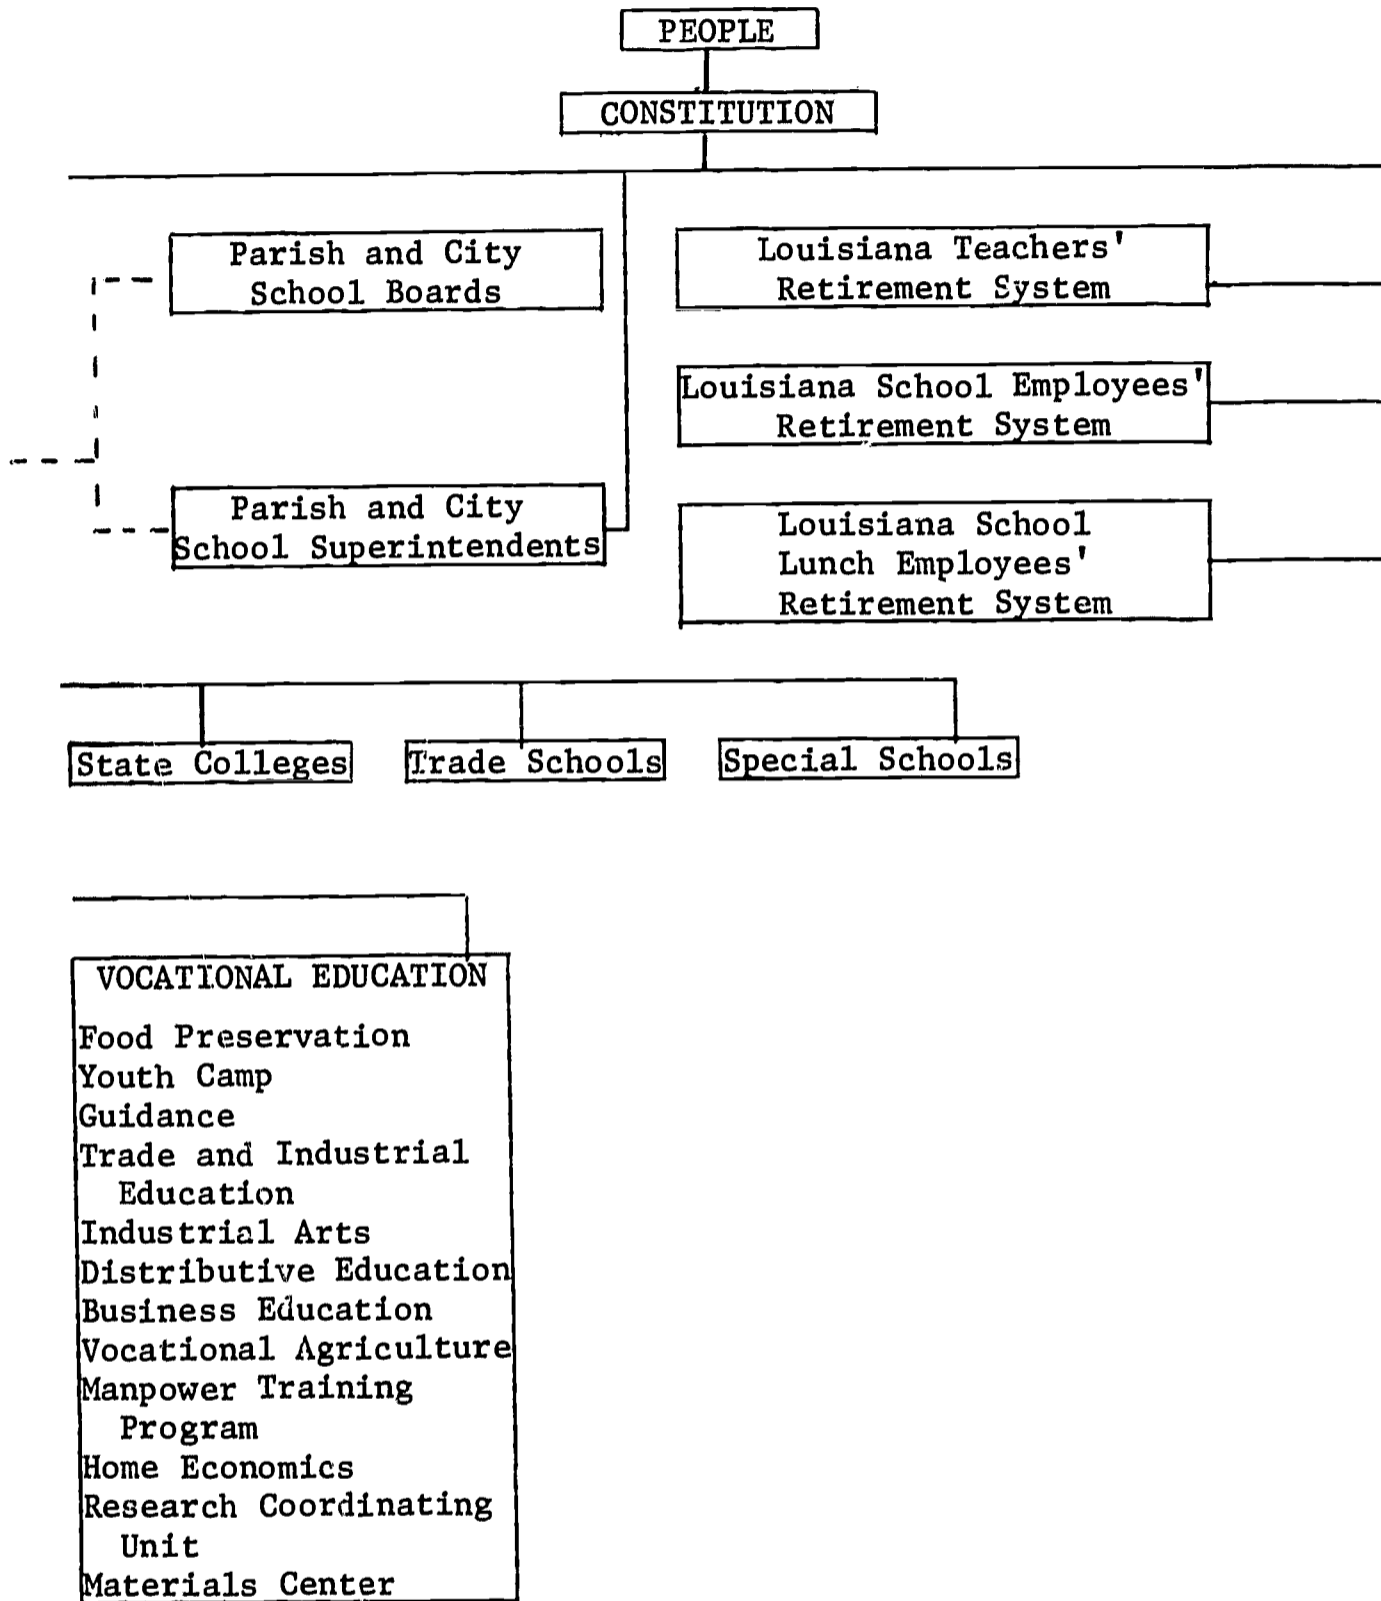 PEOPLE
CONSTITUTION
Parish and City
School Boards
Louisiana Teachers'
Retirement System
Louisiana School Employees'
Retirement System
Parish and City
School Superintendents
Louisiana School
Lunch Employees'
Retirement System
State Colleges
Trade Schools
Special Schools
VOCATIONAL EDUCATION
Food Preservation
Youth Camp
Guidance
Trade and Industrial
Education
Industrial Arts
Distributive Education
Business Education
Vocational Agriculture
Manpower Training
Program
Home Economics
Research Coordinating
Unit
Materials Center